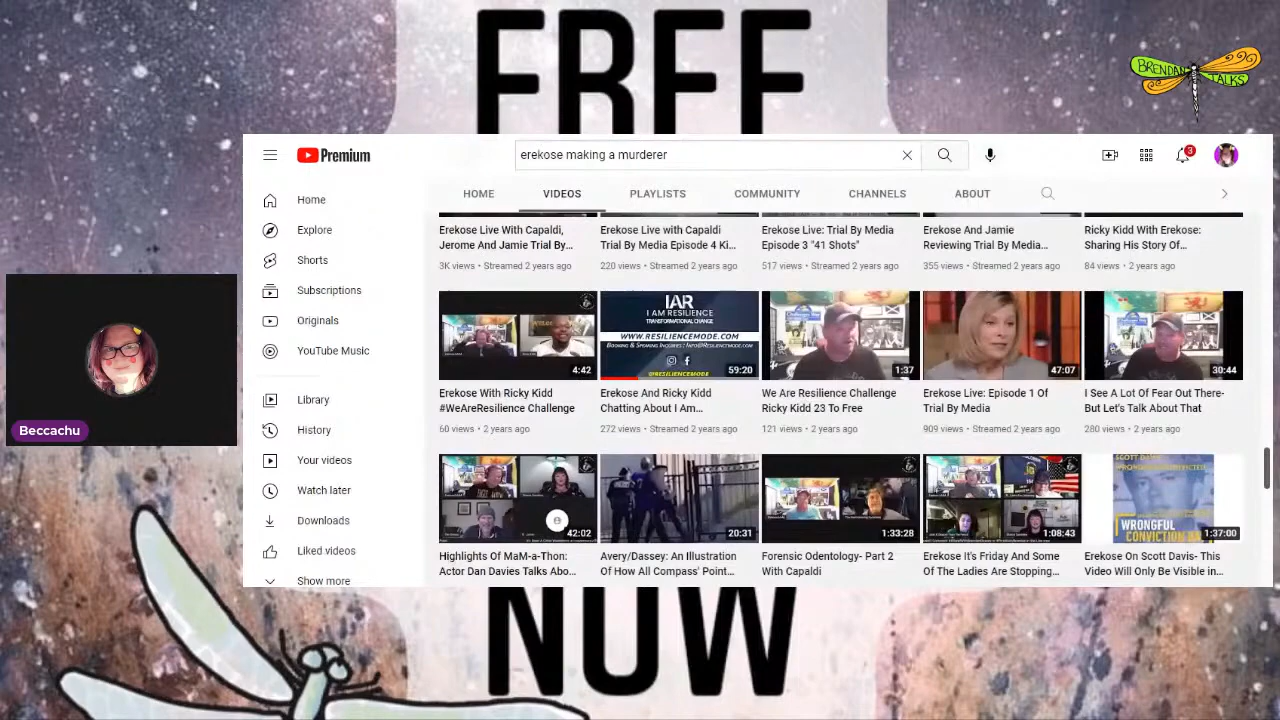 FREE
BRENDAN
TALKS
Premium
erekose making a murderer
3
HOME
VIDEOS
PLAYLISTS
COMMUNITY
CHANNELS
ABOUT
Home
Explore
Shorts
Subscriptions
Originals
YouTube Music
Library
History
Your videos
Watch later
Downloads
Liked videos
Show more
Erekose Live With Capaldi,
Jerome And Jamie Trial By...
3K views • Streamed 2 years ago
Erekose Live with Capaldi
Trial By Media Episode 4 Ki...
220 views • Streamed 2 years ago
Erekose Live: Trial By Media
Episode 3 "41 Shots"
517 views • Streamed 2 years ago
Erekose And Jamie
Reviewing Trial By Media...
355 views • Streamed 2 years ago
Ricky Kidd With Erekose:
Sharing His Story Of...
84 views • 2 years ago
4:42
Erekose With Ricky Kidd
#WeAreResilience Challenge
60 views • 2 years ago
IAR
I AM RESILIENCE
TRANSFORMATIONAL CHANGE
WWW.RESILIENCEMODE.COM
BOOKING & SPEAKING INQUIRIES: INFO@RESILIENCEMODE.COM
@RESILIENCEMODE
59:20
Erekose And Ricky Kidd
Chatting About I Am...
272 views • Streamed 2 years ago
1:37
We Are Resilience Challenge
Ricky Kidd 23 To Free
121 views • 2 years ago
47:07
Erekose Live: Episode 1 Of
Trial By Media
909 views • Streamed 2 years ago
30:44
I See A Lot Of Fear Out There-
But Let's Talk About That
280 views • 2 years ago
42:02
Highlights Of MaM-a-Thon:
Actor Dan Davies Talks Abo...
20:31
Avery/Dassey: An Illustration
Of How All Compass' Point...
1:33:28
Forensic Odentology- Part 2
With Capaldi
1:08:43
Erekose It's Friday And Some
Of The Ladies Are Stopping...
WRONGFUL
CONVICTION
1:37:00
Erekose On Scott Davis- This
Video Will Only Be Visible in...
Beccachu
NOW